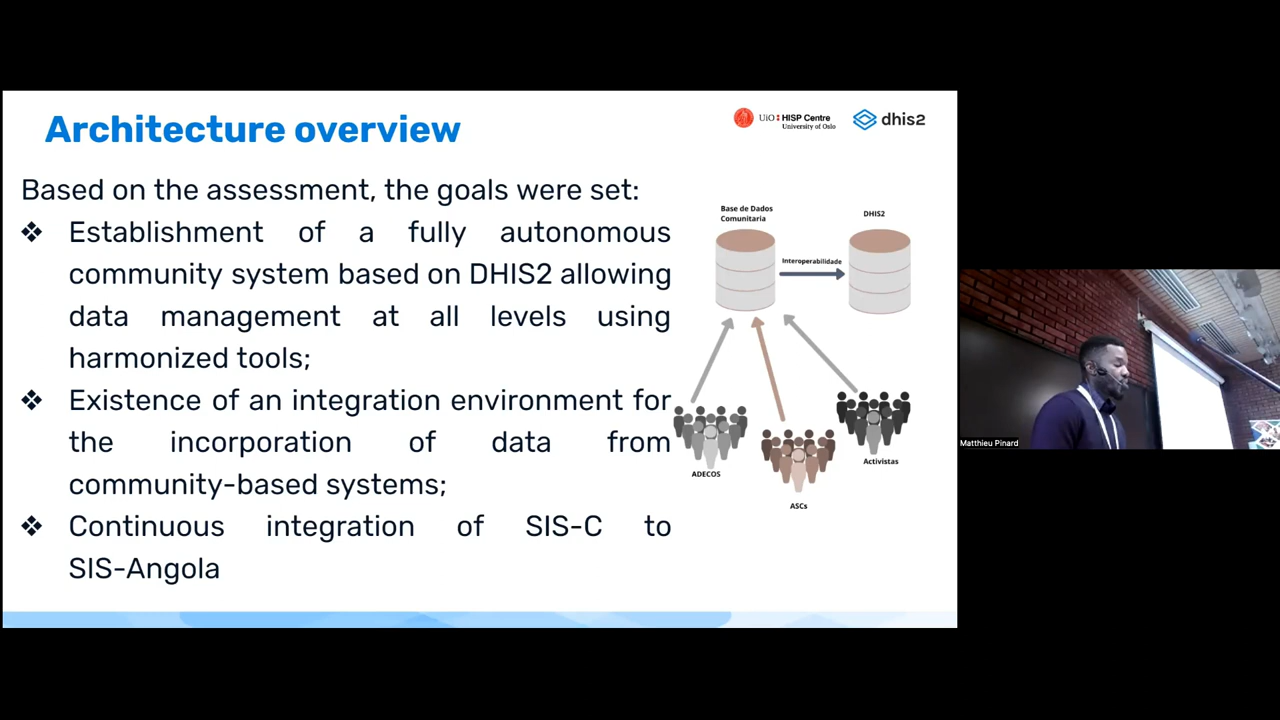 Architecture overview
UiO HISP Centre
University of Oslo
dhis2
Based on the assessment, the goals were set:
❖ Establishment of a fully autonomous
community system based on DHIS2 allowing
data management at all levels using
harmonized tools;
❖ Existence of an integration environment for
the incorporation of data from
community-based systems;
❖ Continuous integration of SIS-C to
SIS-Angola
Base de Dados
Comunitaria
DHIS2
Interoperabilidade
ADECOS
ASCs
Activistas
Matthieu Pinard